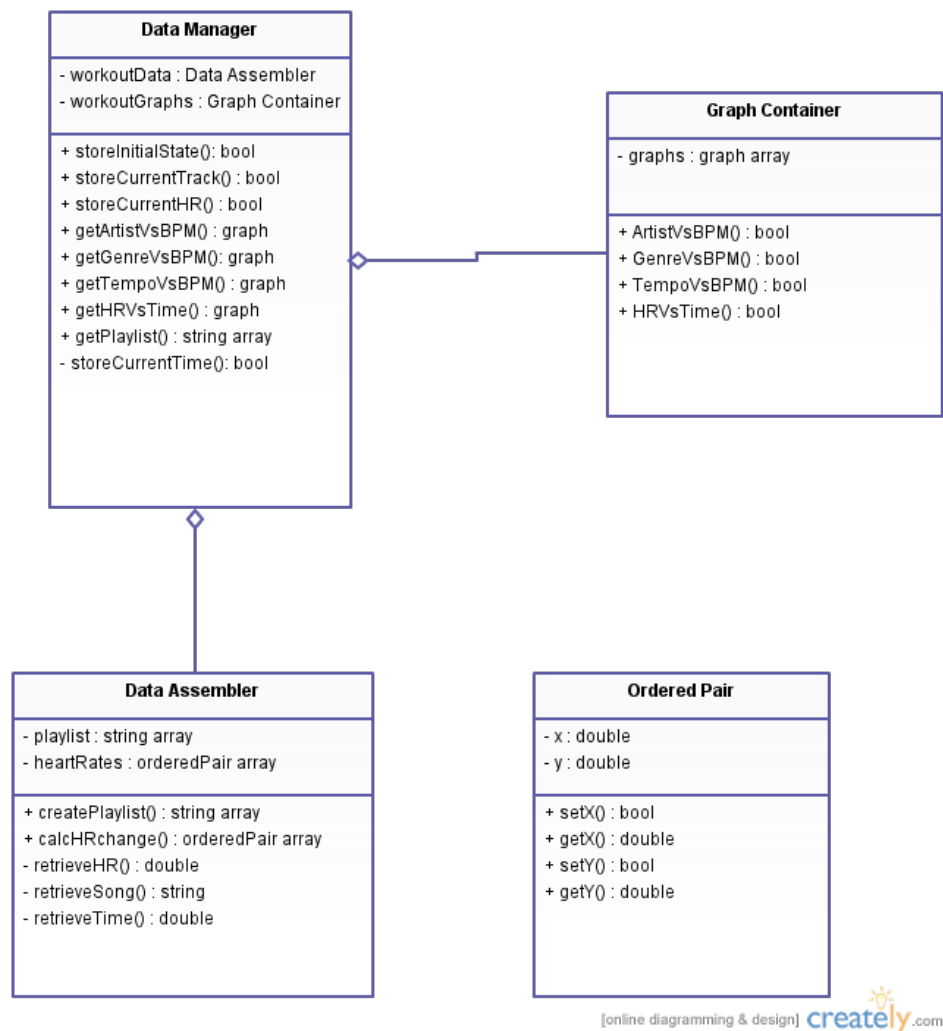 Data Manager
- workoutData : Data Assembler
- workoutGraphs : Graph Container
+ storeInitialState(): bool
+ storeCurrentTrack() : bool
+ storeCurrentHR() : bool
+ getArtistVsBPM() : graph
+ getGenreVsBPM(): graph
+ getTempoVsBPM() : graph
+ getHRVsTime() : graph
+ getPlaylist() : string array
- storeCurrentTime(): bool
Graph Container
- graphs : graph array
+ ArtistVsBPM() : bool
+ GenreVsBPM() : bool
+ TempoVsBPM() : bool
+ HRVsTime() : bool
Data Assembler
- playlist : string array
- heartRates : orderedPair array
+ createPlaylist() : string array
+ calcHRchange() : orderedPair array
- retrieveHR() : double
- retrieveSong() : string
- retrieveTime() : double
Ordered Pair
- x : double
- y : double
+ setX() : bool
+ getX() : double
+ setY() : bool
+ getY() : double
[online diagramming & design] creately.com